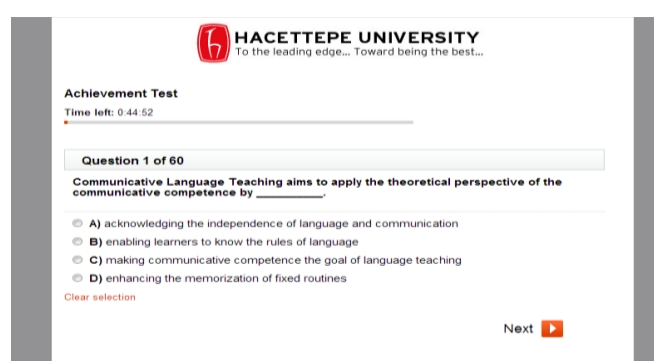 HACETTEPE UNIVERSITY
To the leading edge... Toward being the best...
Achievement Test
Time left: 0:44:52
Question 1 of 60
Communicative Language Teaching aims to apply the theoretical perspective of the
communicative competence by __________.
A) acknowledging the independence of language and communication
B) enabling learners to know the rules of language
C) making communicative competence the goal of language teaching
D) enhancing the memorization of fixed routines
Clear selection
Next